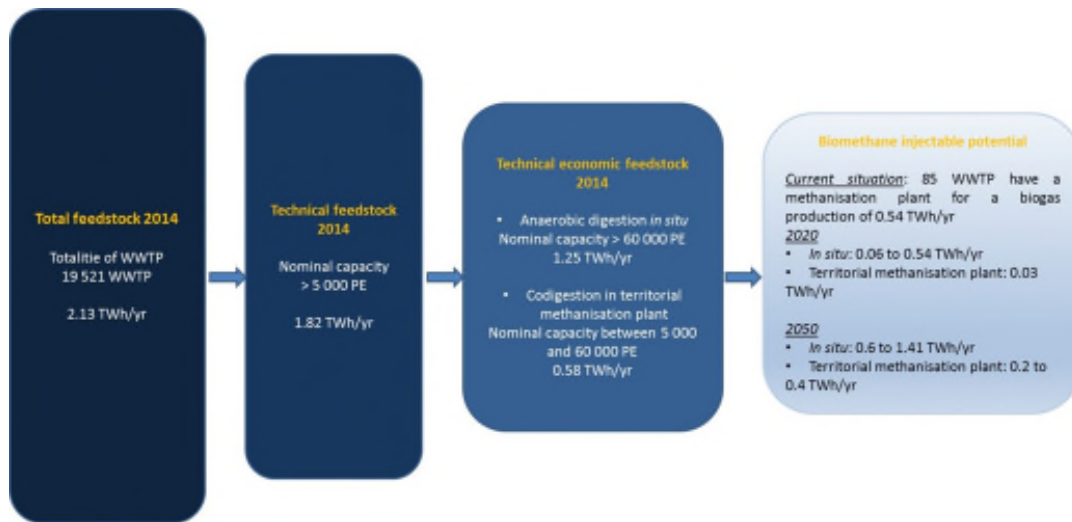 Total feedstock 2014
Totalitie of WWTP
19 521 WWTP
2.13 TWh/yr
Technical feedstock
2014
Nominal capacity
> 5 000 PE
1.82 TWh/yr
Technical economic feedstock
2014
• Anaerobic digestion in situ
Nominal capacity > 60 000 PE
1.25 TWh/yr
• Codigestion in territorial
methanisation plant
Nominal capacity between 5 000
and 60 000 PE
0.58 TWh/yr
Biomethane injectable potential
Current situation: 85 WWTP have a
methanisation plant for a biogas
production of 0.54 TWh/yr
2020
• In situ: 0.06 to 0.54 TWh/yr
• Territorial methanisation plant: 0.03
TWh/yr
2050
• In situ: 0.6 to 1.41 TWh/yr
• Territorial methanisation plant: 0.2 to
0.4 TWh/yr